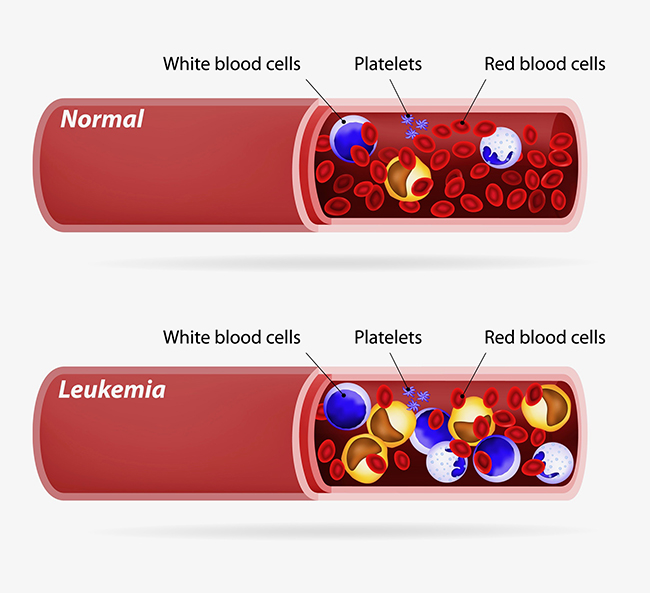 White blood cells
Platelets
Red blood cells
Normal
White blood cells
Platelets
Red blood cells
Leukemia